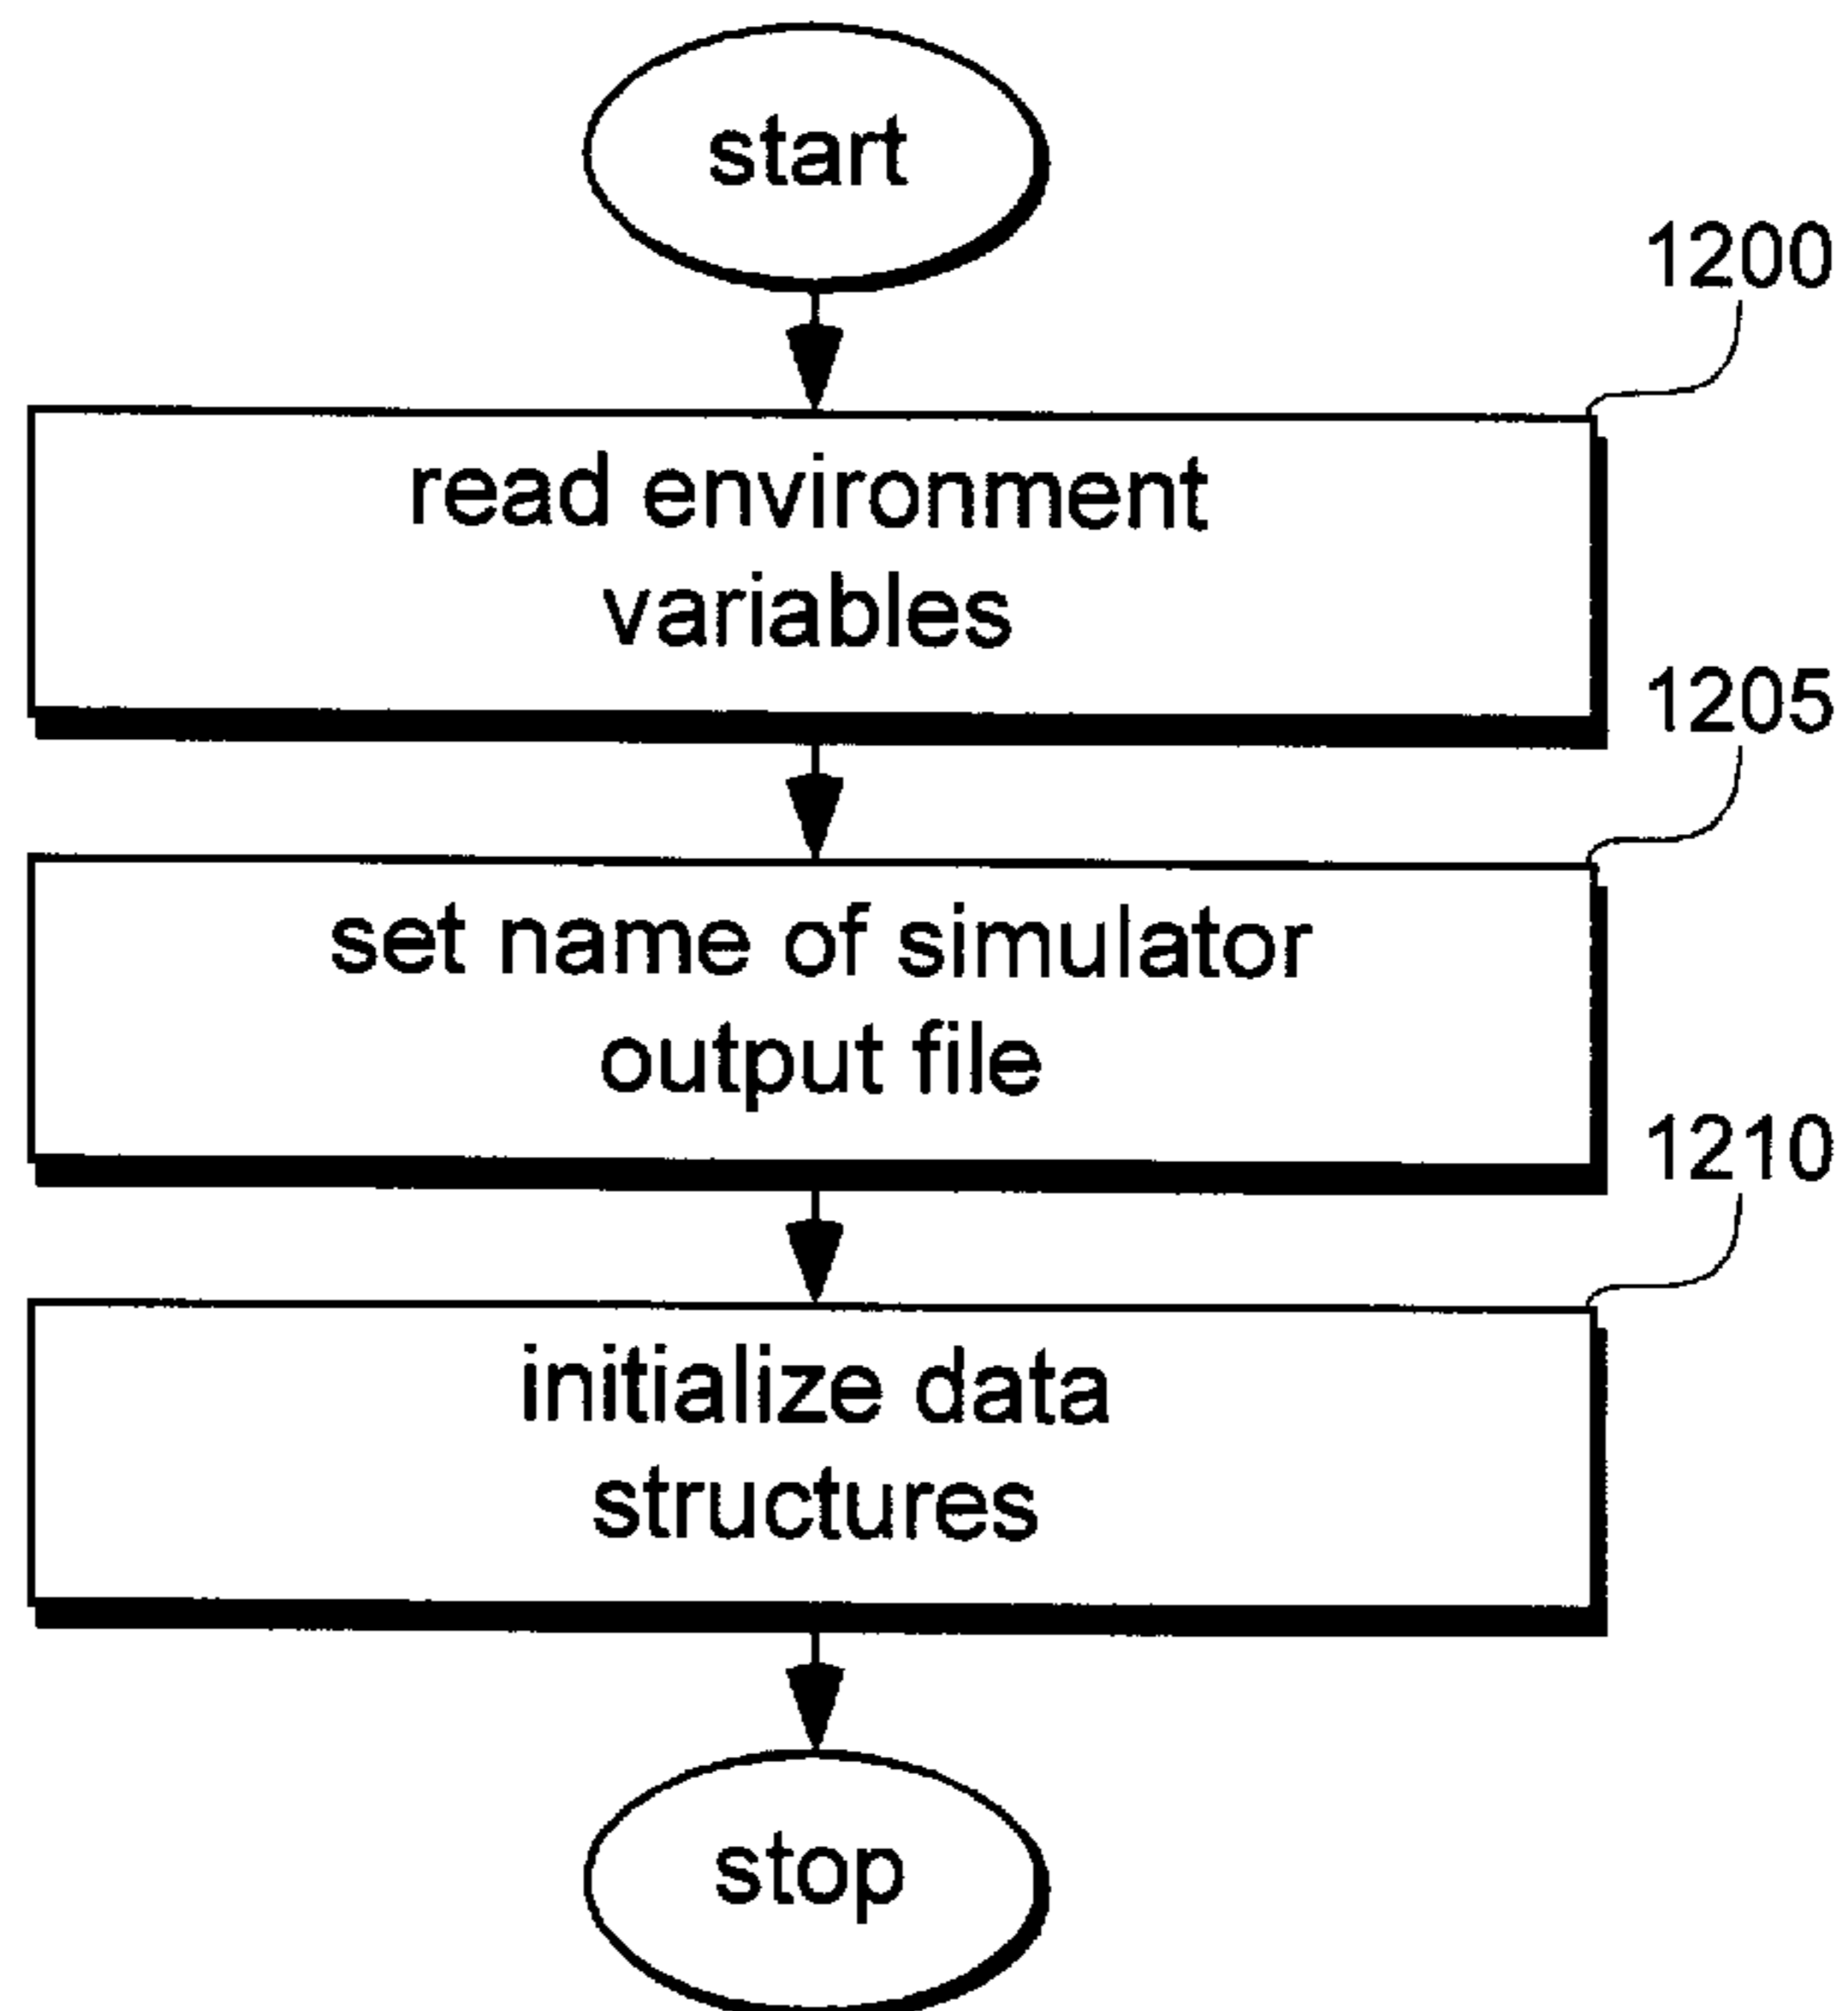 start
1200
read environment
variables
1205
set name of simulator
output file
1210
initialize data
structures
stop